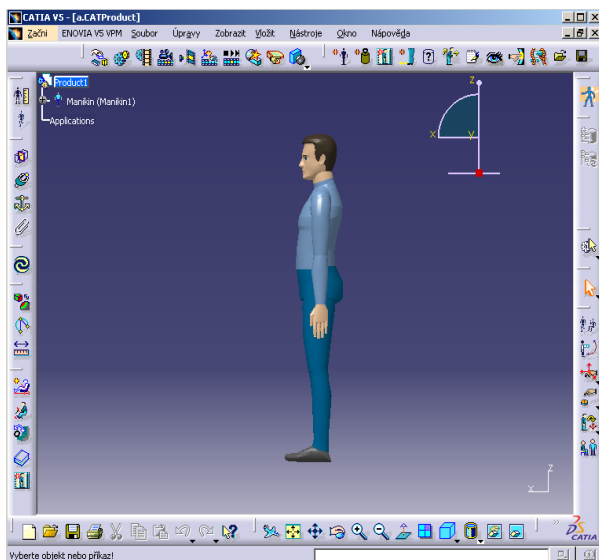 CATIA V5 - [a.CATProduct]
Začni ENOVIA V5 VPM Soubor Úpravy Zobrazit Vložit Nástroje Okno Nápověda
Product1
Manikin (Manikin1)
Applications
z
x y
z
x
CATIA
Vyberte objekt nebo příkaz!